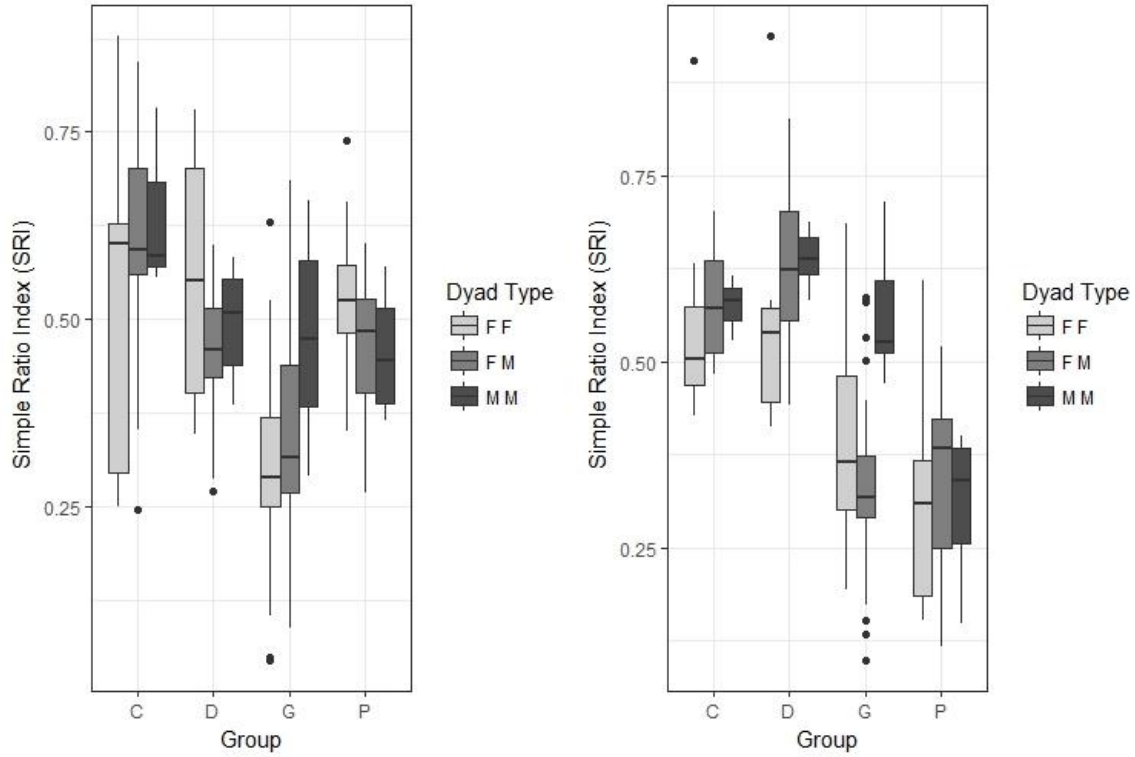 Simple Ratio Index (SRI)
0.75
0.50
0.25
C D G P
Group
Dyad Type
F F
F M
M M
Simple Ratio Index (SRI)
0.75
0.50
0.25
C D G P
Group
Dyad Type
F F
F M
M M